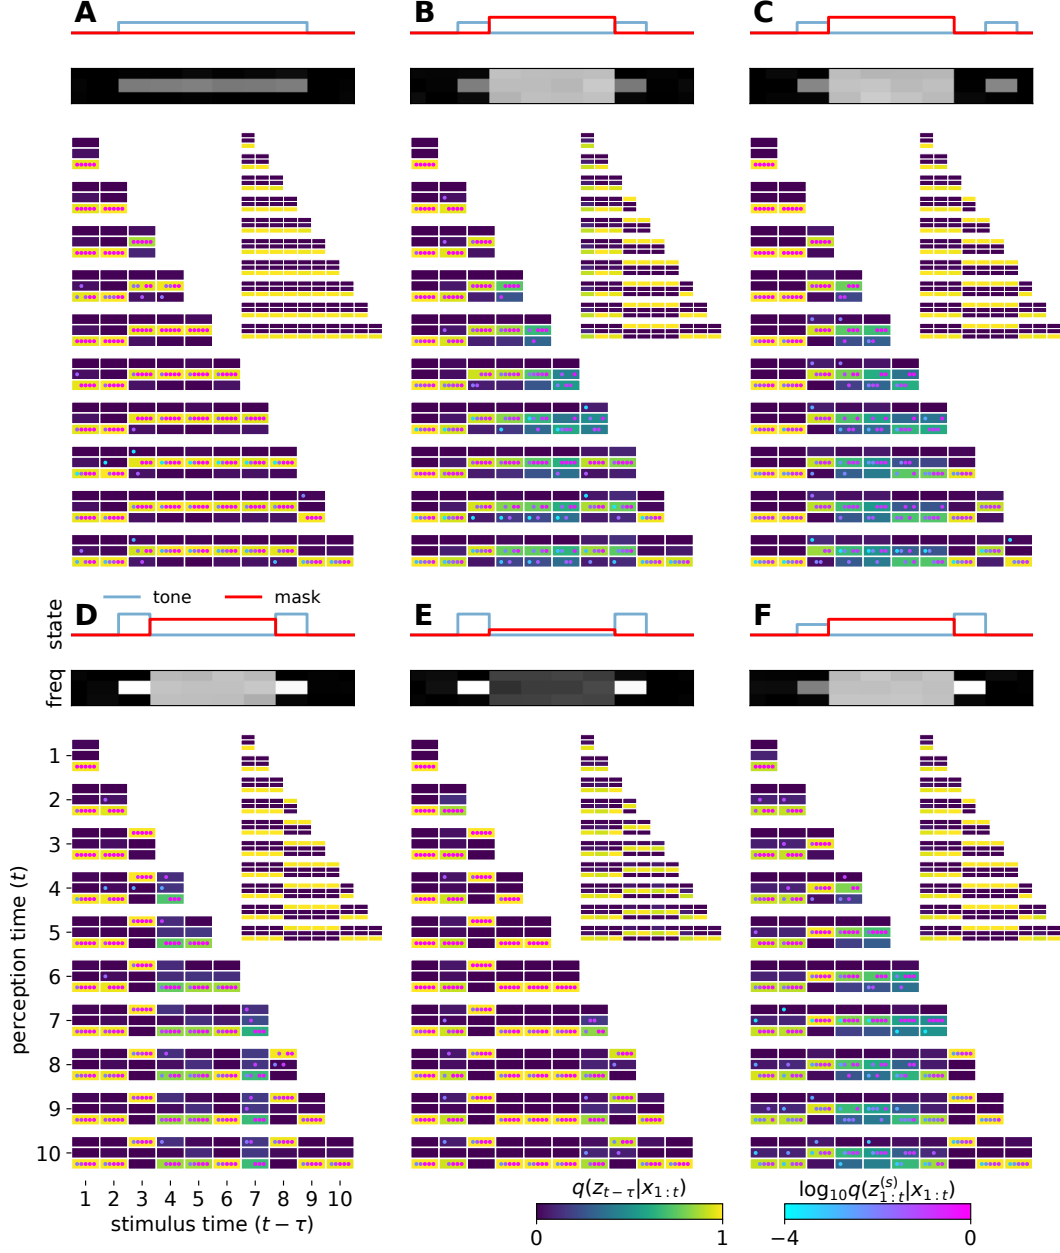 A
B
C
tone
mask
D
E
F
state
freq
perception time (t)
1
2
3
4
5
6
7
8
9
10
1 2 3 4 5 6 7 8 9 10
stimulus time (t − τ)
q(z_{t−τ}|x_{1:t})
0 1
log₁₀q(z_{1:t}^{(s)}|x_{1:t})
−4 0